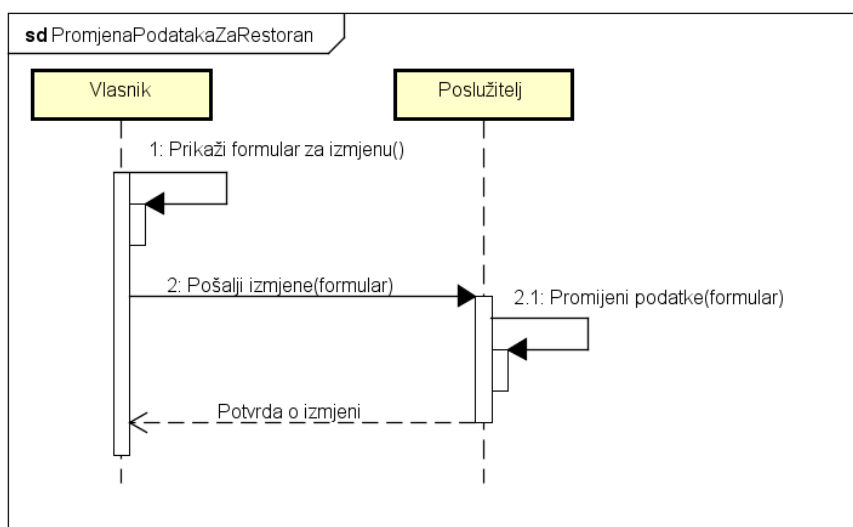 sd PromjenaPodatakaZaRestoran
Vlasnik
Poslužitelj
1: Prikaži formular za izmjenu()
2: Pošalji izmjene(formular)
2.1: Promijeni podatke(formular)
Potvrda o izmjeni